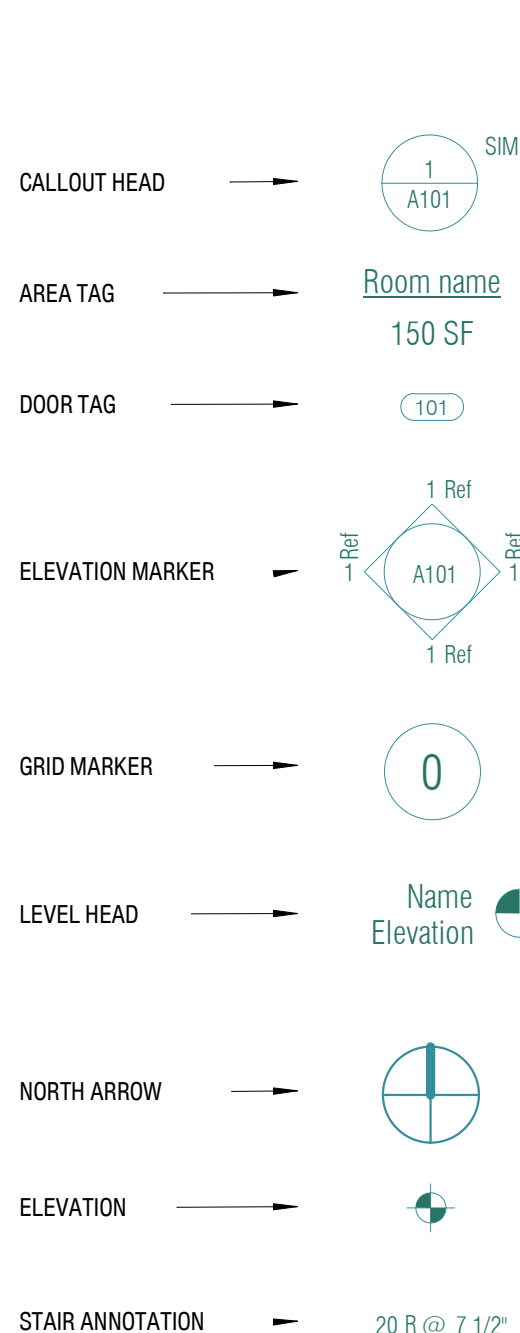 SIM
CALLOUT HEAD
1
A101
AREA TAG
Room name
150 SF
DOOR TAG
101
1 Ref
1 Ref
1 Ref
ELEVATION MARKER
A101
1 Ref
GRID MARKER
0
LEVEL HEAD
Name
Elevation
NORTH ARROW
ELEVATION
STAIR ANNOTATION
20 R @ 7 1/2"